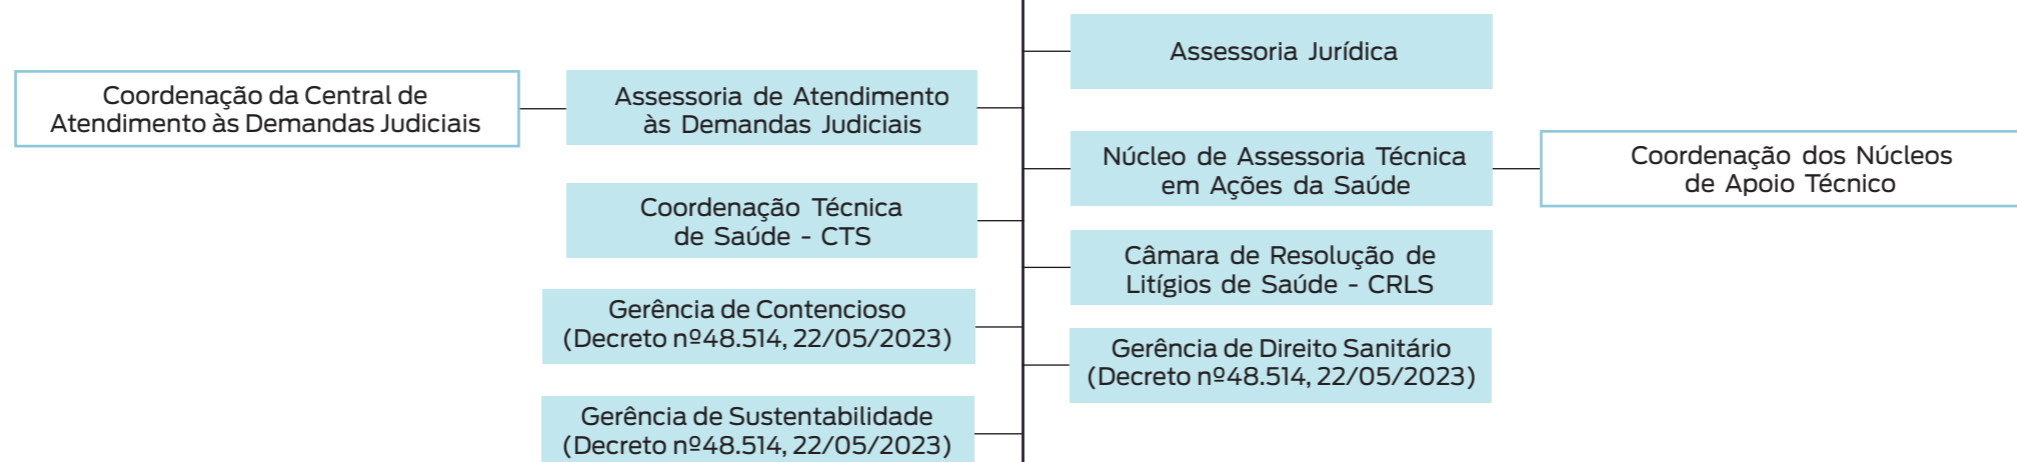 Assessoria Jurídica
Coordenação da Central de
Atendimento às Demandas Judiciais
Assessoria de Atendimento
às Demandas Judiciais
Núcleo de Assessoria Técnica
em Ações da Saúde
Coordenação dos Núcleos
de Apoio Técnico
Coordenação Técnica
de Saúde - CTS
Câmara de Resolução de
Litígios de Saúde - CRLS
Gerência de Contencioso
(Decreto nº48.514, 22/05/2023)
Gerência de Direito Sanitário
(Decreto nº48.514, 22/05/2023)
Gerência de Sustentabilidade
(Decreto nº48.514, 22/05/2023)